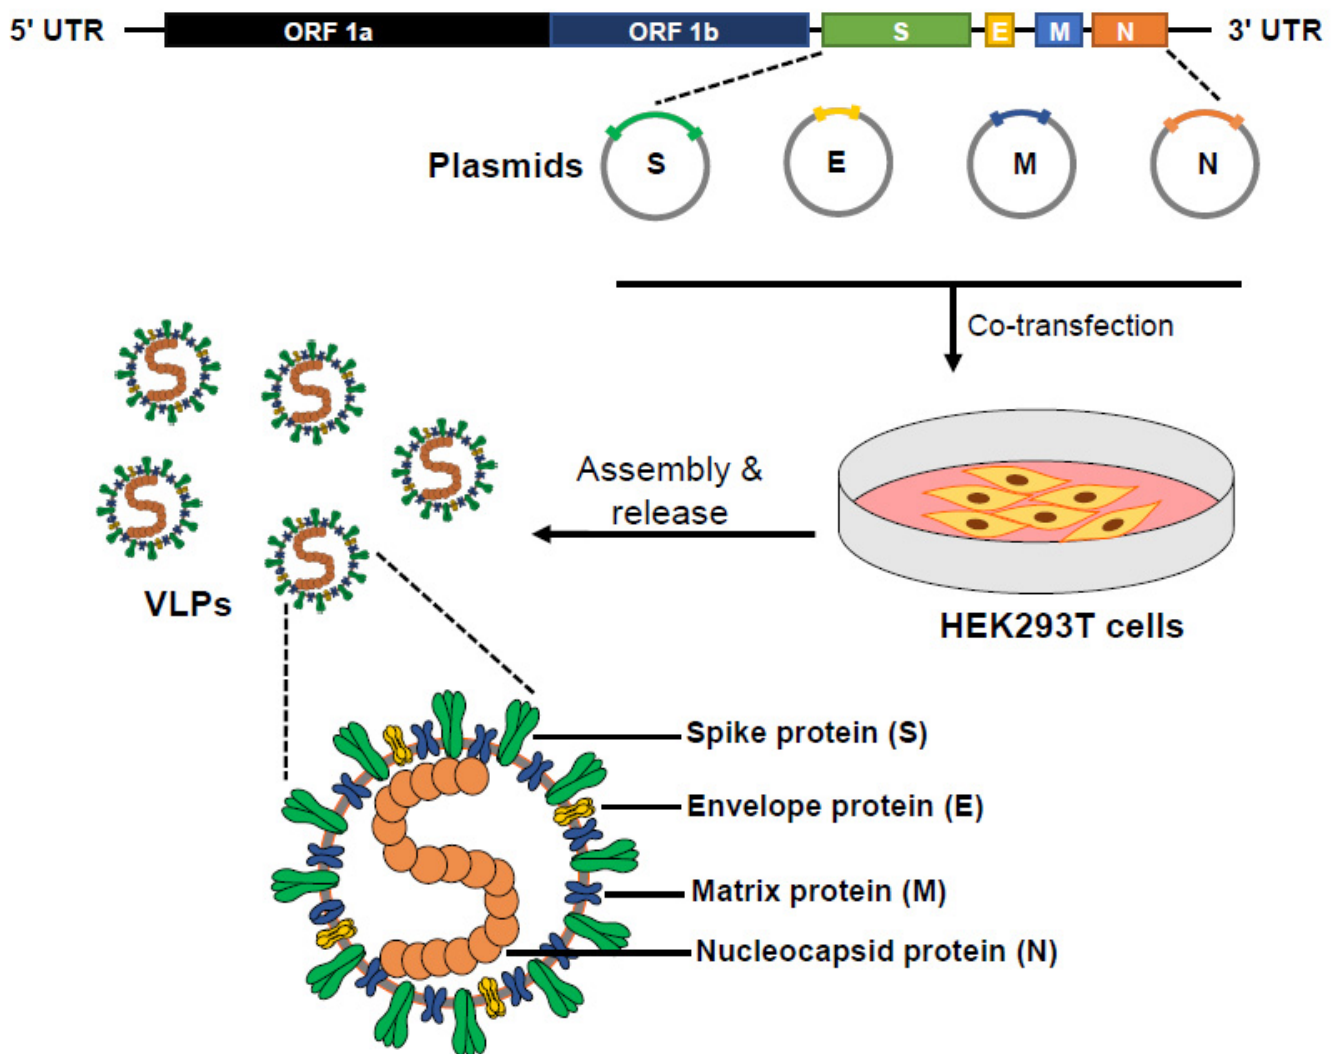 5' UTR ORF 1a ORF 1b S E M N 3' UTR
Plasmids S E M N
Co-transfection
Assembly &
release
VLPs
HEK293T cells
Spike protein (S)
Envelope protein (E)
Matrix protein (M)
Nucleocapsid protein (N)